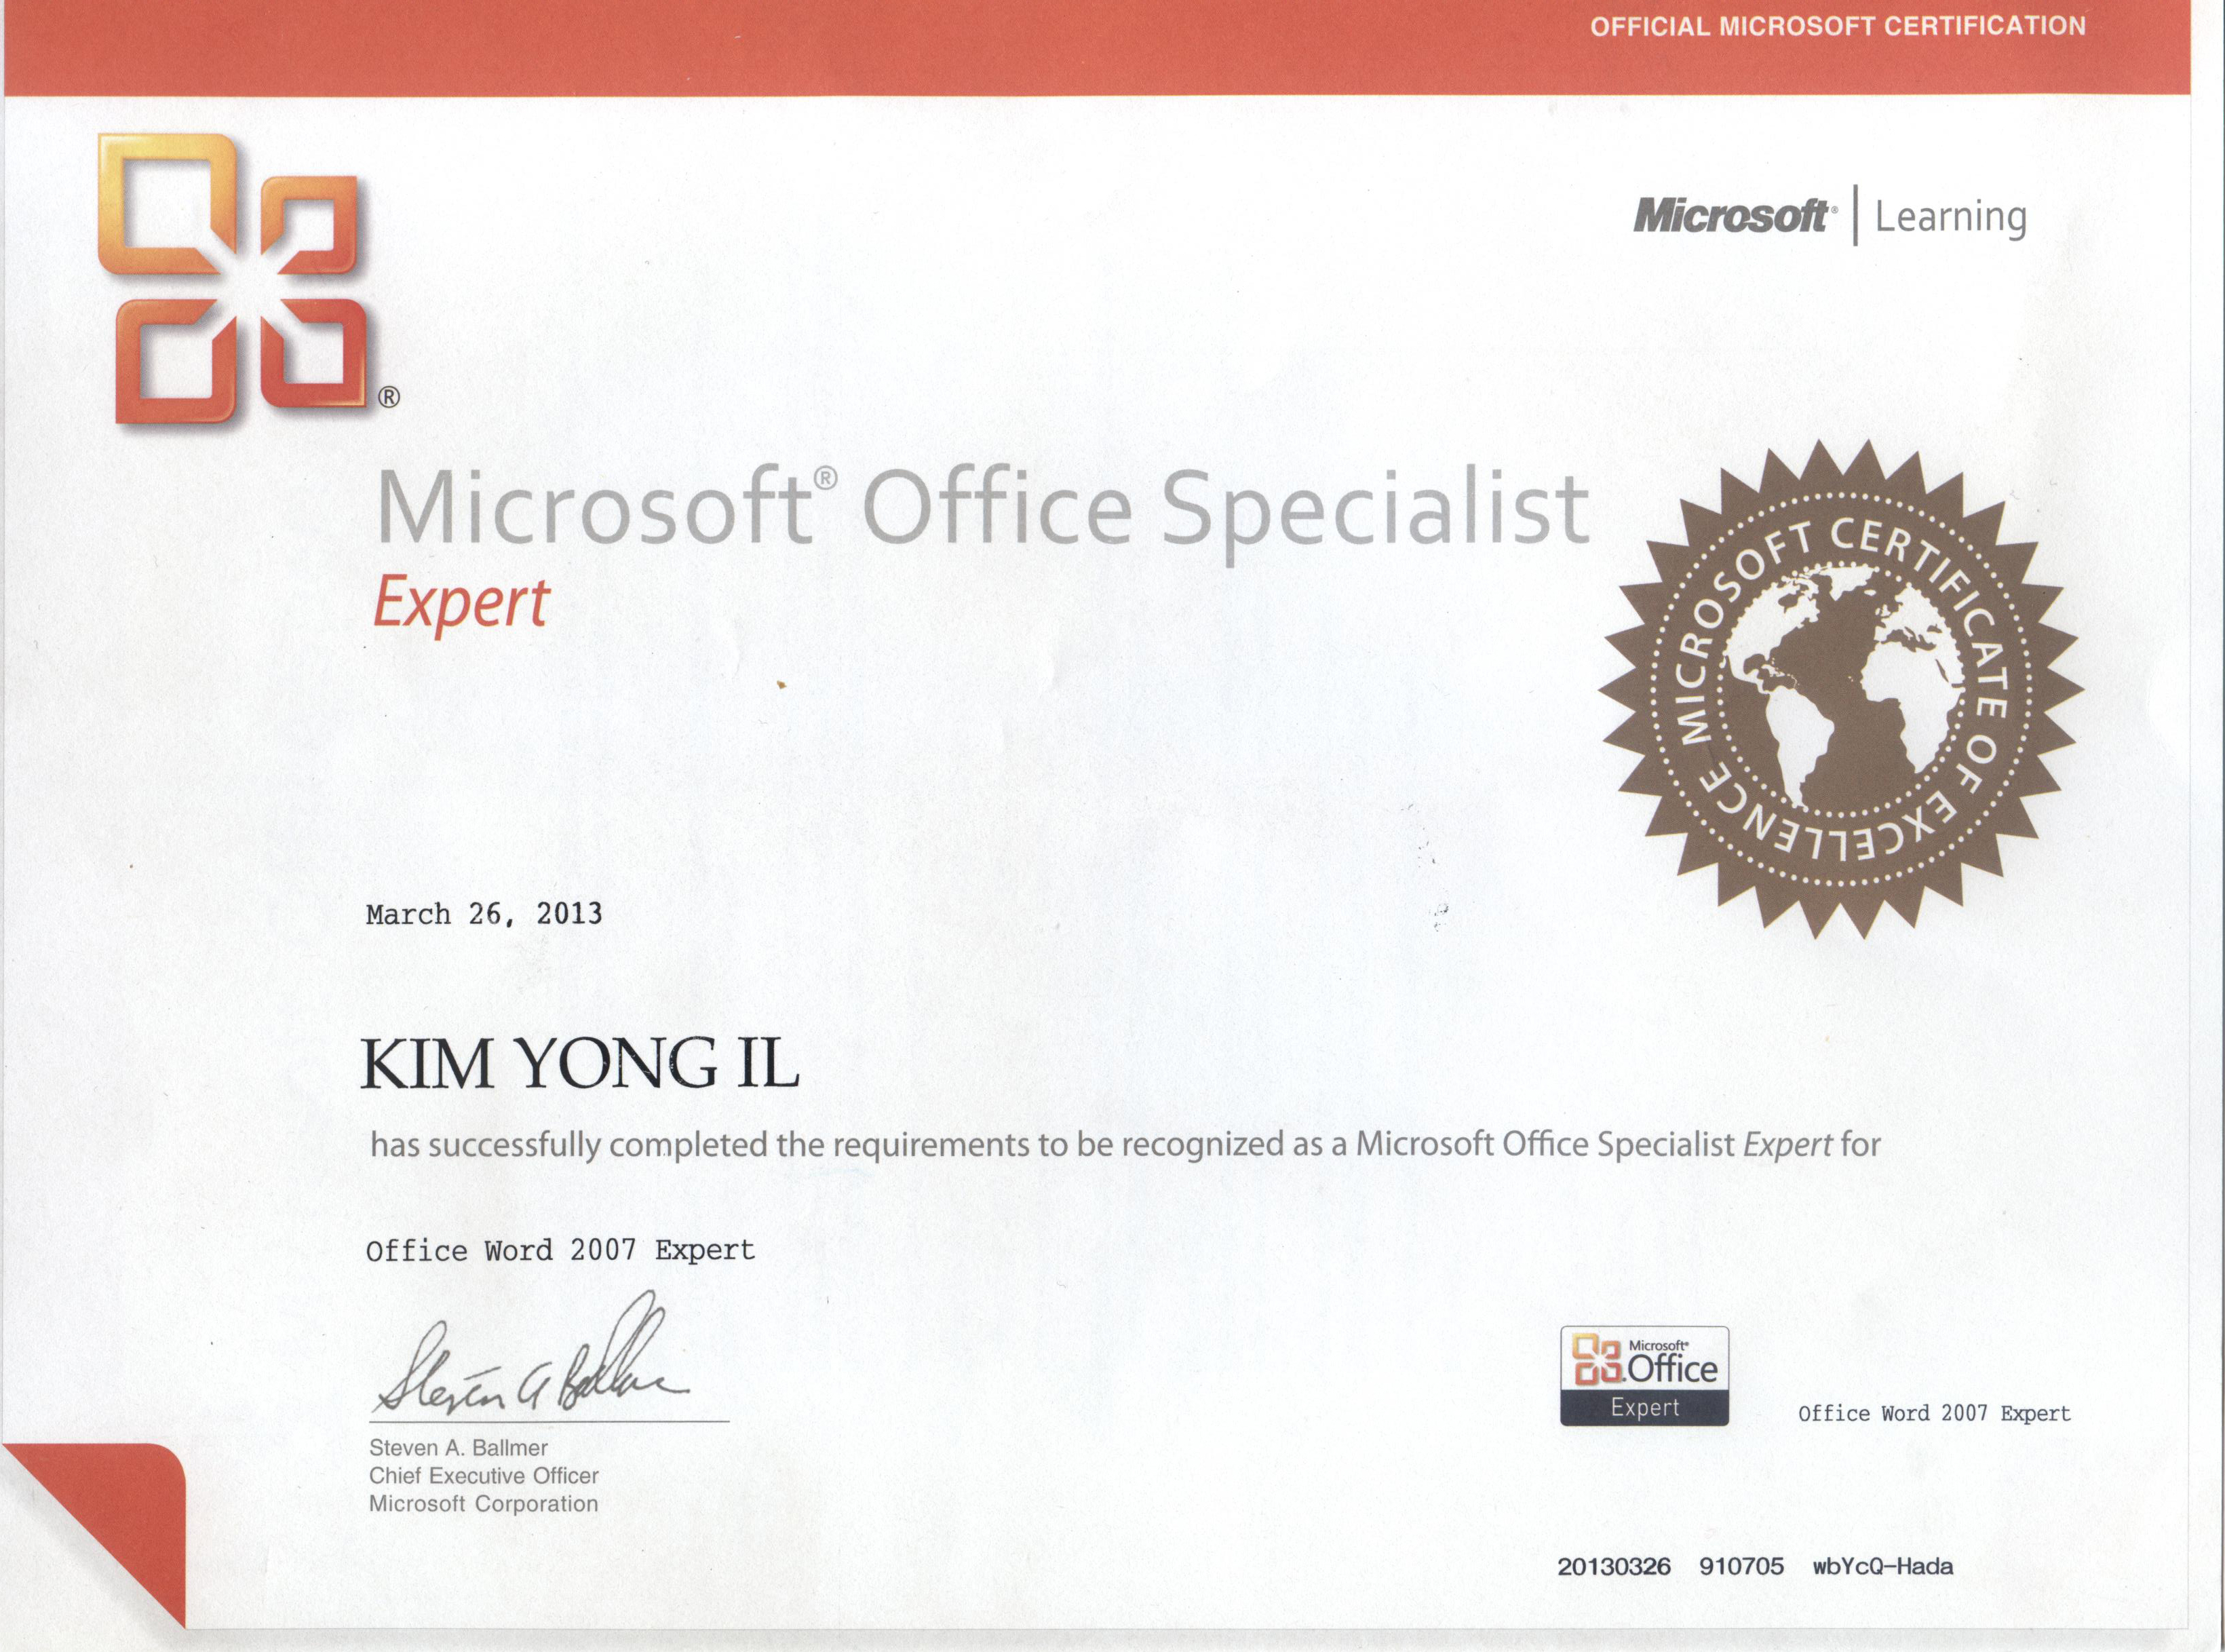 OFFICIAL MICROSOFT CERTIFICATION
Microsoft® | Learning
®
Microsoft® Office Specialist
Expert
MICROSOFT CERTIFICATE OF EXCELLENCE
March 26, 2013
KIM YONG IL
has successfully completed the requirements to be recognized as a Microsoft Office Specialist Expert for
Office Word 2007 Expert
Steven A Ballmer
Steven A. Ballmer
Chief Executive Officer
Microsoft Corporation
Microsoft®
Office
Expert
Office Word 2007 Expert
20130326 910705 wbYcQ-Hada